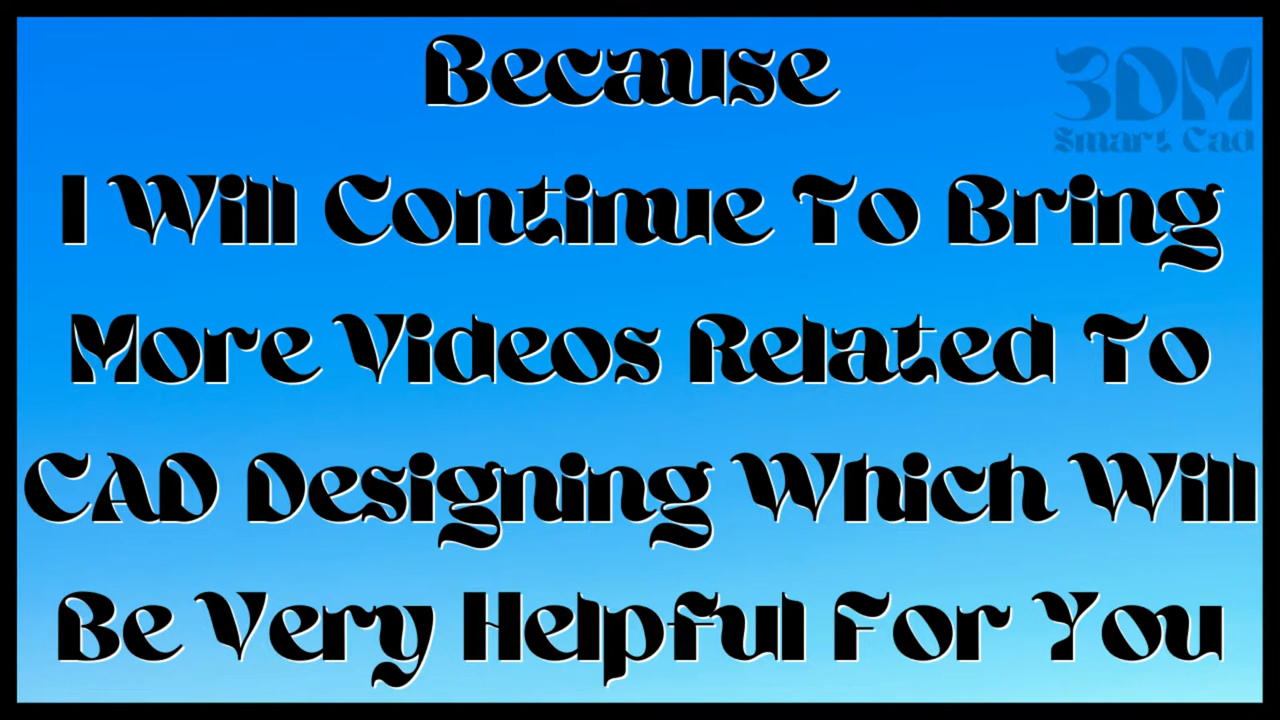 Because
3DM
Smart Cad
I Will Continue To Bring
More Videos Related To
CAD Designing Which Will
Be Very Helpful For You